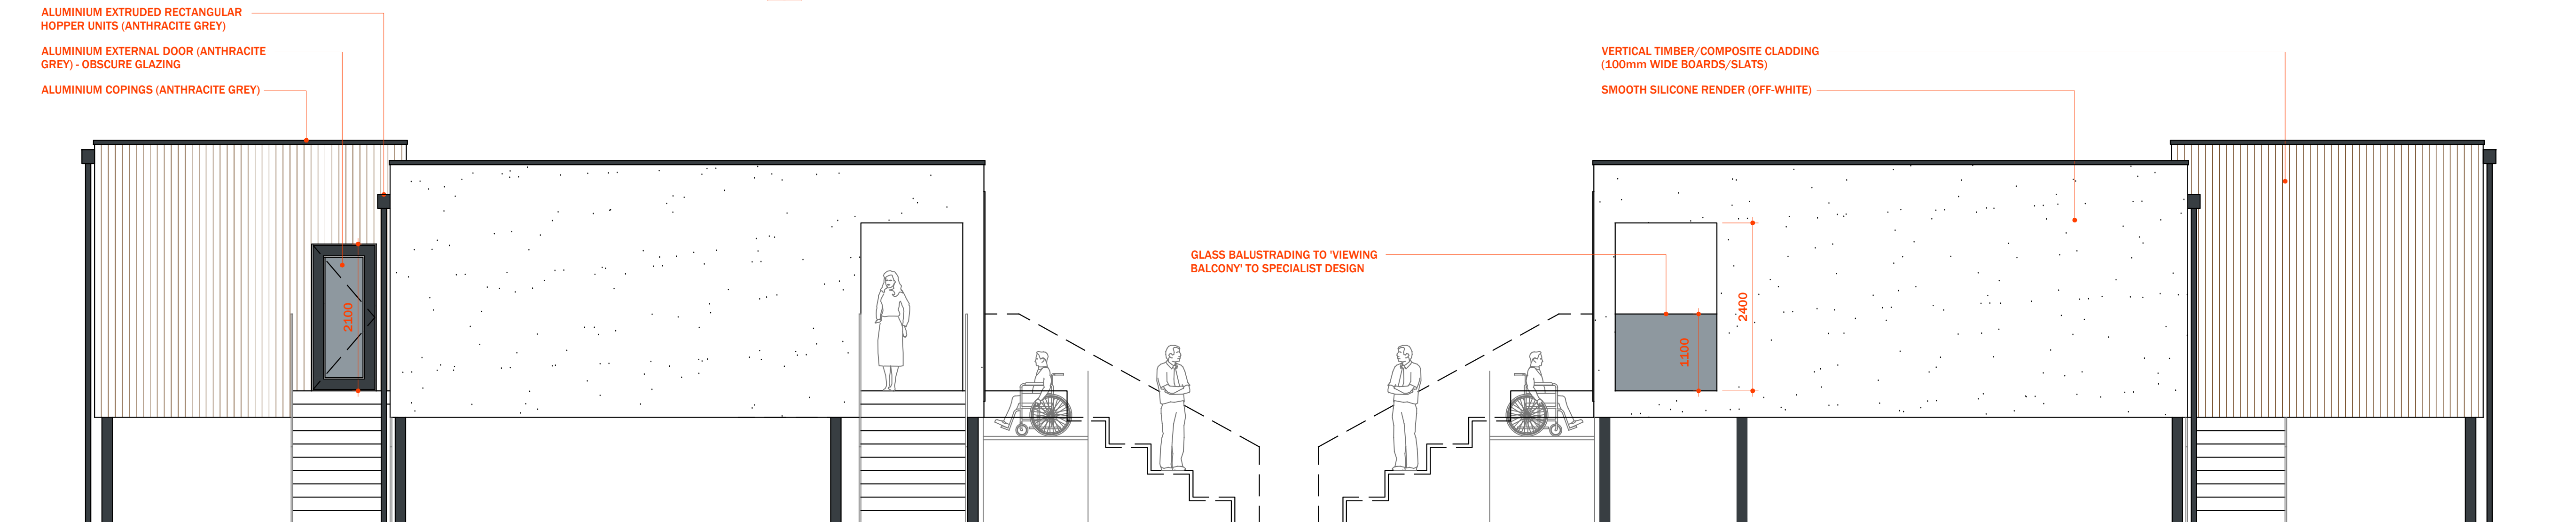 ALUMINIUM EXTRUDED RECTANGULAR
HOPPER UNITS (ANTHRACITE GREY)
ALUMINIUM EXTERNAL DOOR (ANTHRACITE
GREY) - OBSCURE GLAZING
ALUMINIUM COPINGS (ANTHRACITE GREY)
2100
GLASS BALUSTRADING TO 'VIEWING
BALCONY' TO SPECIALIST DESIGN
VERTICAL TIMBER/COMPOSITE CLADDING
(100mm WIDE BOARDS/SLATS)
SMOOTH SILICONE RENDER (OFF-WHITE)
1100
2400